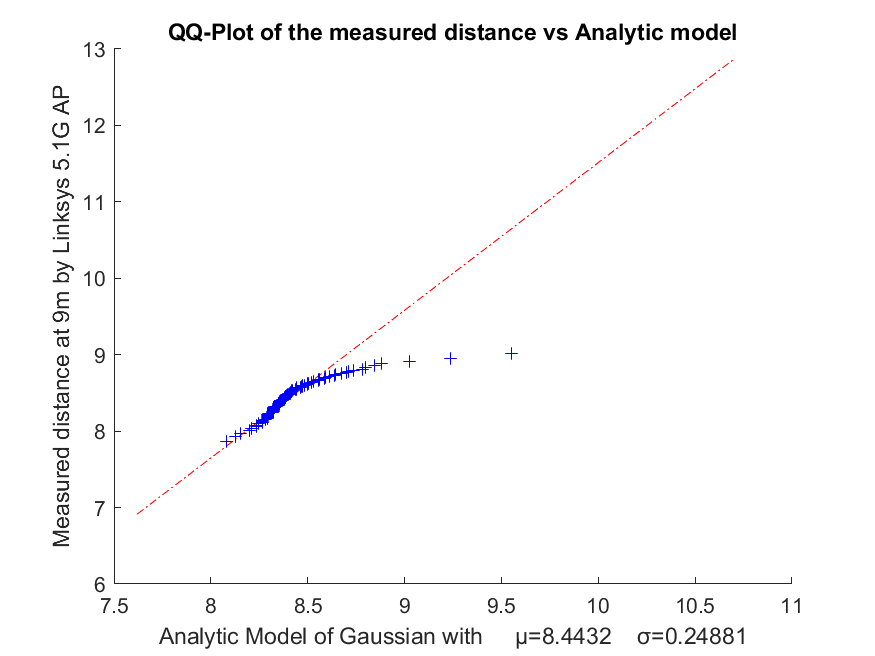 QQ-Plot of the measured distance vs Analytic model
Measured distance at 9m by Linksys 5.1G AP
13
12
11
10
9
8
7
6
7.5 8 8.5 9 9.5 10 10.5 11
Analytic Model of Gaussian with μ=8.4432 σ=0.24881